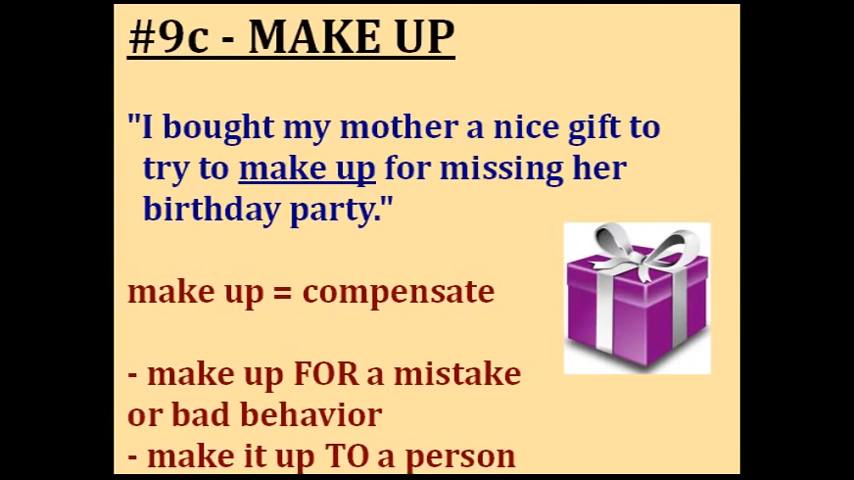 #9c - MAKE UP
"I bought my mother a nice gift to
try to make up for missing her
birthday party."
make up = compensate
- make up FOR a mistake
or bad behavior
- make it up TO a person